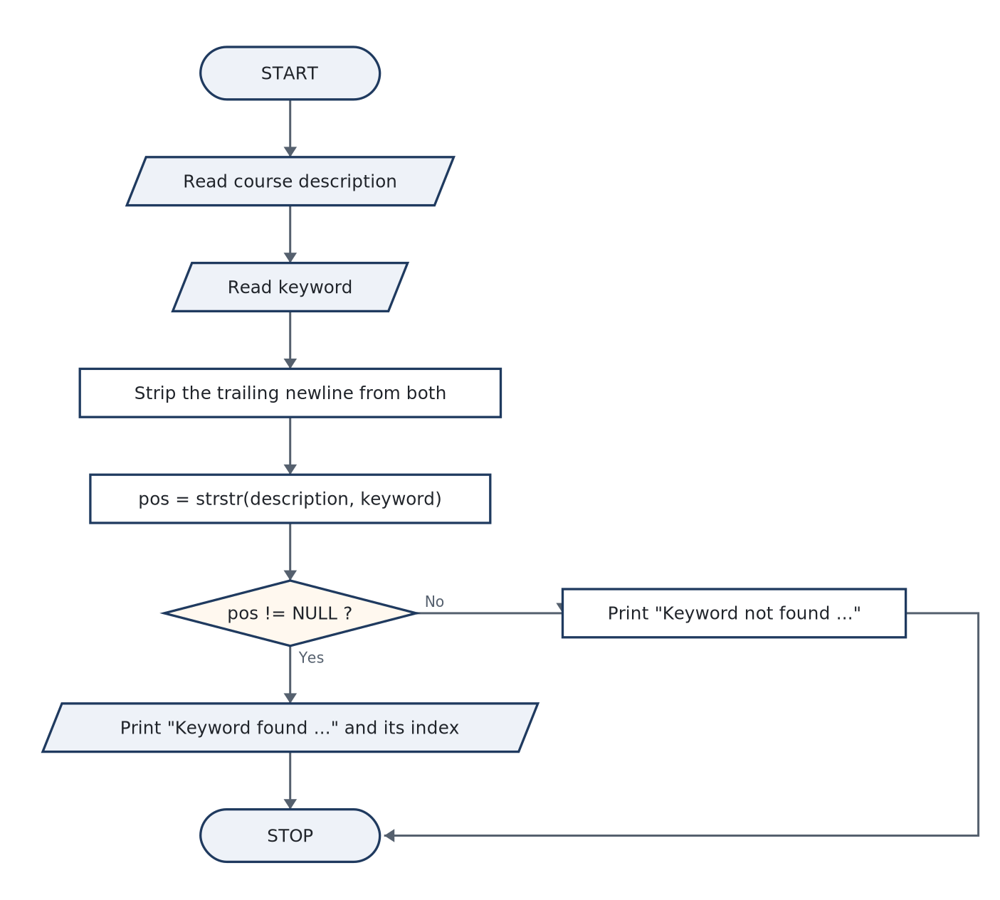 START
Read course description
Read keyword
Strip the trailing newline from both
pos = strstr(description, keyword)
pos != NULL ?
No
Print "Keyword not found ..."
Yes
Print "Keyword found ..." and its index
STOP